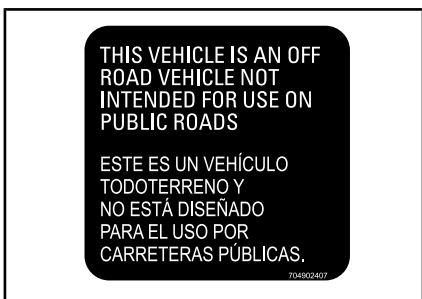 THIS VEHICLE IS AN OFF
ROAD VEHICLE NOT
INTENDED FOR USE ON
PUBLIC ROADS
ESTE ES UN VEHÍCULO
TODOTERRENO Y
NO ESTÁ DISEÑADO
PARA EL USO POR
CARRETERAS PÚBLICAS.
704902407